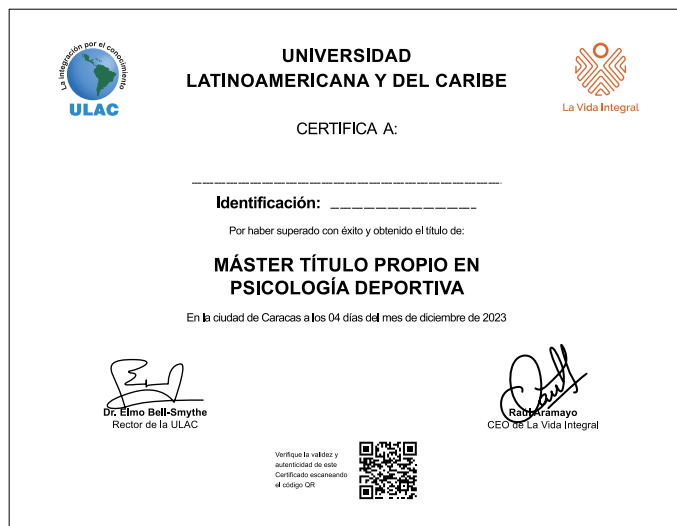 La integración por el conocimiento
ULAC
UNIVERSIDAD
LATINOAMERICANA Y DEL CARIBE
La Vida Integral
CERTIFICA A:
Identificación:
Por haber superado con éxito y obtenido el título de:
MÁSTER TÍTULO PROPIO EN
PSICOLOGÍA DEPORTIVA
En la ciudad de Caracas a los 04 días del mes de diciembre de 2023
Dr. Elmo Bell-Smythe
Rector de la ULAC
Raúl Aramayo
CEO de La Vida Integral
Verifique la validez y
autenticidad de este
Certificado escaneando
el código QR